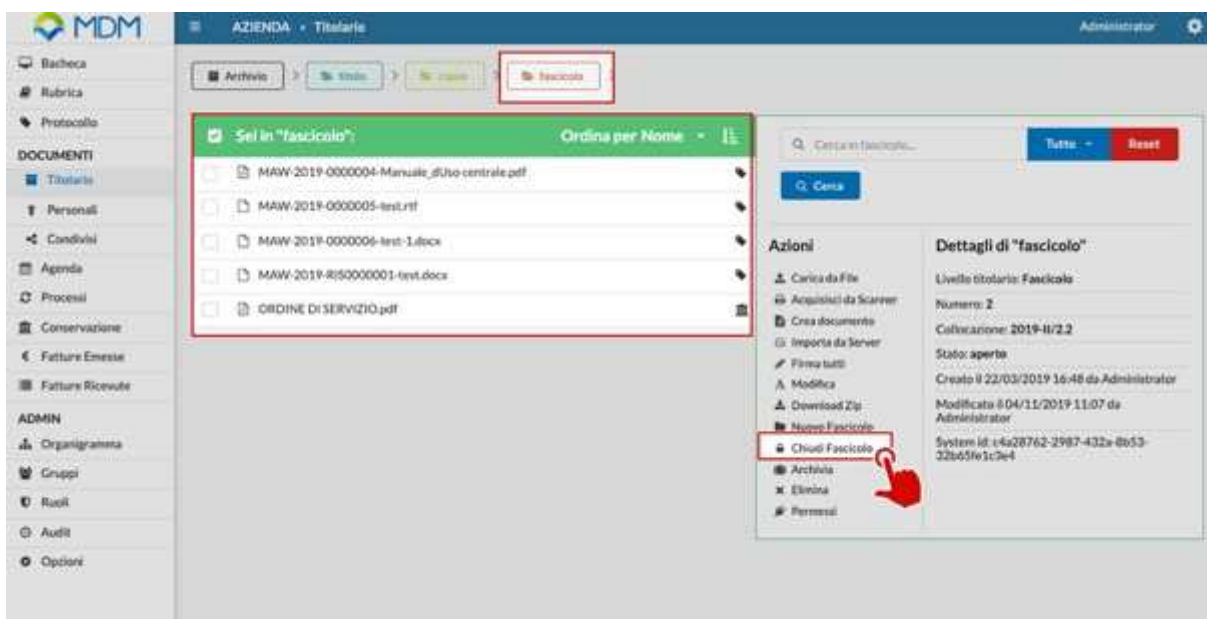 MDM
AZIENDA • Titolario
Administrator
Bacheca
Rubrica
Protocollo
DOCUMENTI
Titolario
Personali
Condivisi
Agenda
Processi
Conservazione
Fatture Emesse
Fatture Ricevute
ADMIN
Organigramma
Gruppi
Ruoli
Audit
Opzioni
Archivio
titolo
classe
fascicolo
Sei in "fascicolo":
Ordina per Nome
MAW-2019-0000004-Manuale_dUso centrale.pdf
MAW-2019-0000005-test.rtf
MAW-2019-0000006-test-1.docx
MAW-2019-RIS0000001-test.docx
ORDINE DI SERVIZIO.pdf
Cerca in fascicolo...
Tutto
Reset
Cerca
Azioni
Carica da File
Acquisisci da Scanner
Crea documento
Importa da Server
Firma tutti
Modifica
Download Zip
Nuovo Fascicolo
Chiudi Fascicolo
Archivia
Elimina
Permessi
Dettagli di "fascicolo"
Livello titolario: Fascicolo
Numero: 2
Collocazione: 2019-II/2.2
Stato: aperto
Creato il 22/03/2019 16:48 da Administrator
Modificato il 04/11/2019 11:07 da
Administrator
System id: c4a28762-2987-432a-8b53-
32b65fe1c3e4